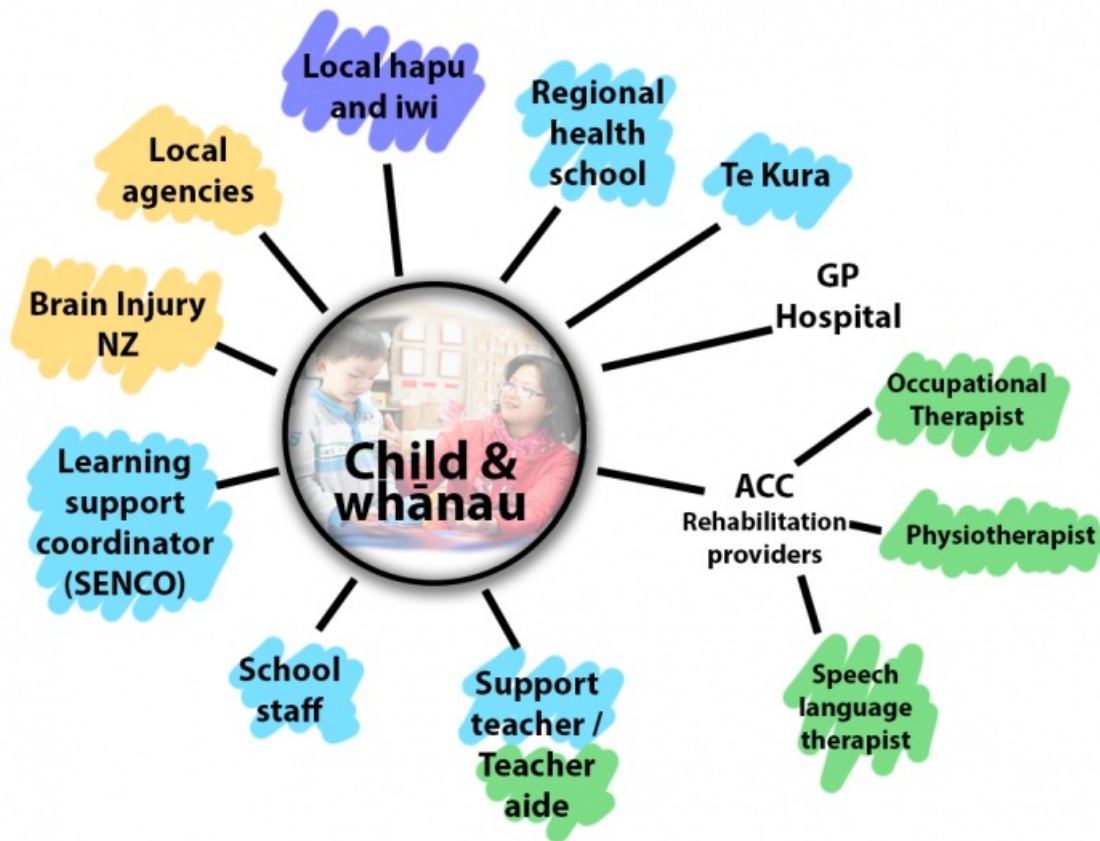 Local hapu
and iwi
Regional
health
school
Te Kura
GP
Hospital
Occupational
Therapist
ACC
Rehabilitation
providers
Physiotherapist
Speech
language
therapist
Support
teacher /
Teacher
aide
School
staff
Learning
support
coordinator
(SENCO)
Brain Injury
NZ
Local
agencies
Child &
whānau